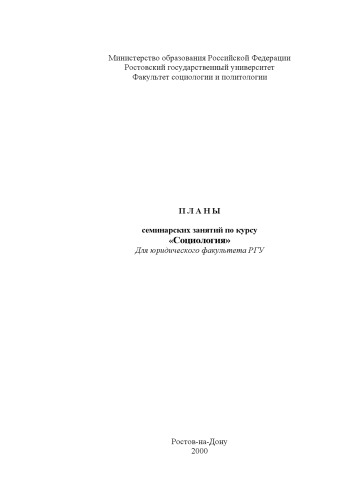 Министерство образования Российской Федерации
Ростовский государственный университет
Факультет социологии и политологии
П Л А Н Ы
семинарских занятий по курсу
«Социология»
Для юридического факультета РГУ
Ростов-на-Дону
2000